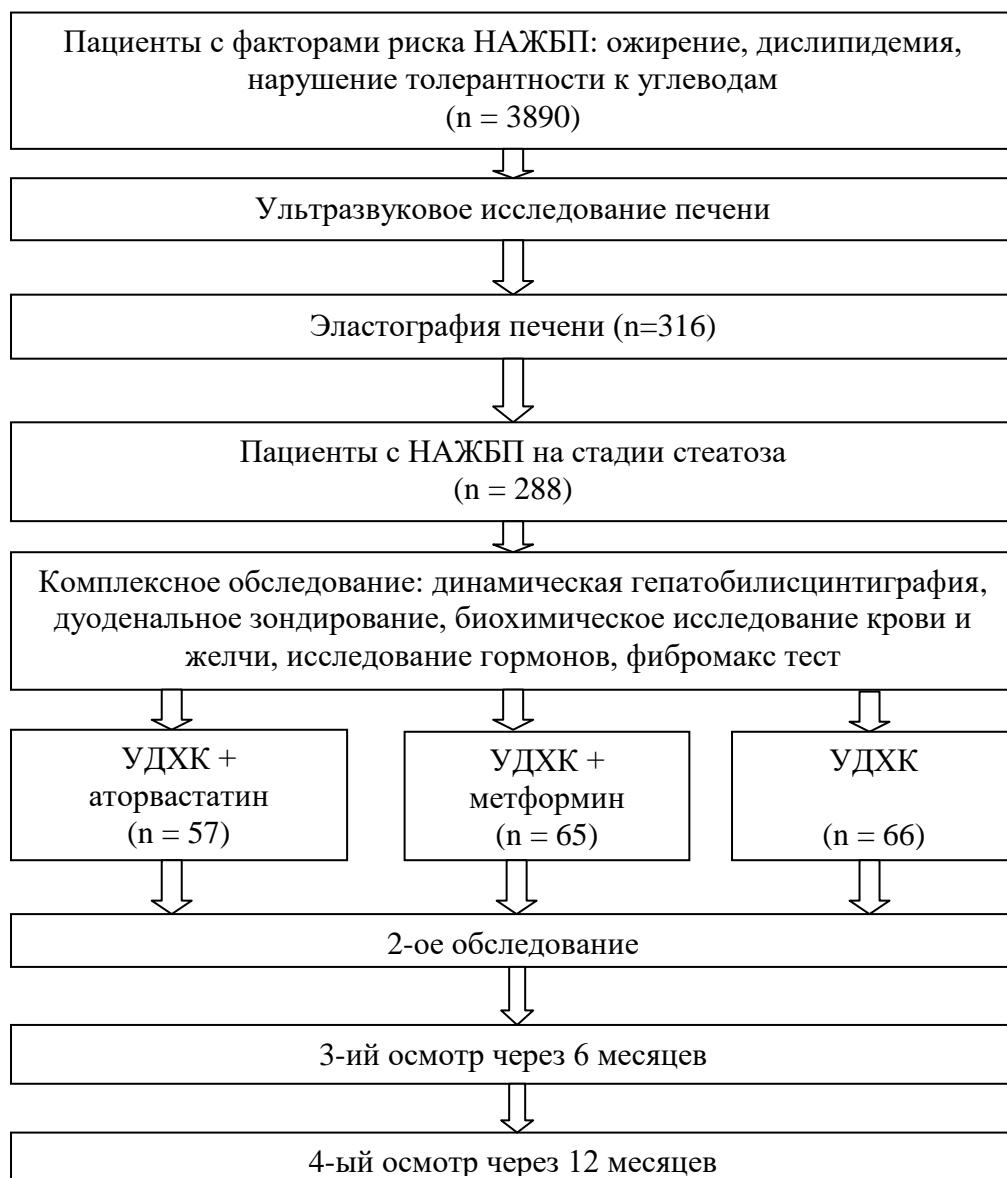 Пациенты с факторами риска НАЖБП: ожирение, дислипидемия,
нарушение толерантности к углеводам
(n = 3890)
Ультразвуковое исследование печени
Эластография печени (n=316)
Пациенты с НАЖБП на стадии стеатоза
(n = 288)
Комплексное обследование: динамическая гепатобилисцинтиграфия,
дуоденальное зондирование, биохимическое исследование крови и
желчи, исследование гормонов, фибромакс тест
УДХК +
аторвастатин
(n = 57)
УДХК +
метформин
(n = 65)
УДХК
(n = 66)
2-ое обследование
3-ий осмотр через 6 месяцев
4-ый осмотр через 12 месяцев